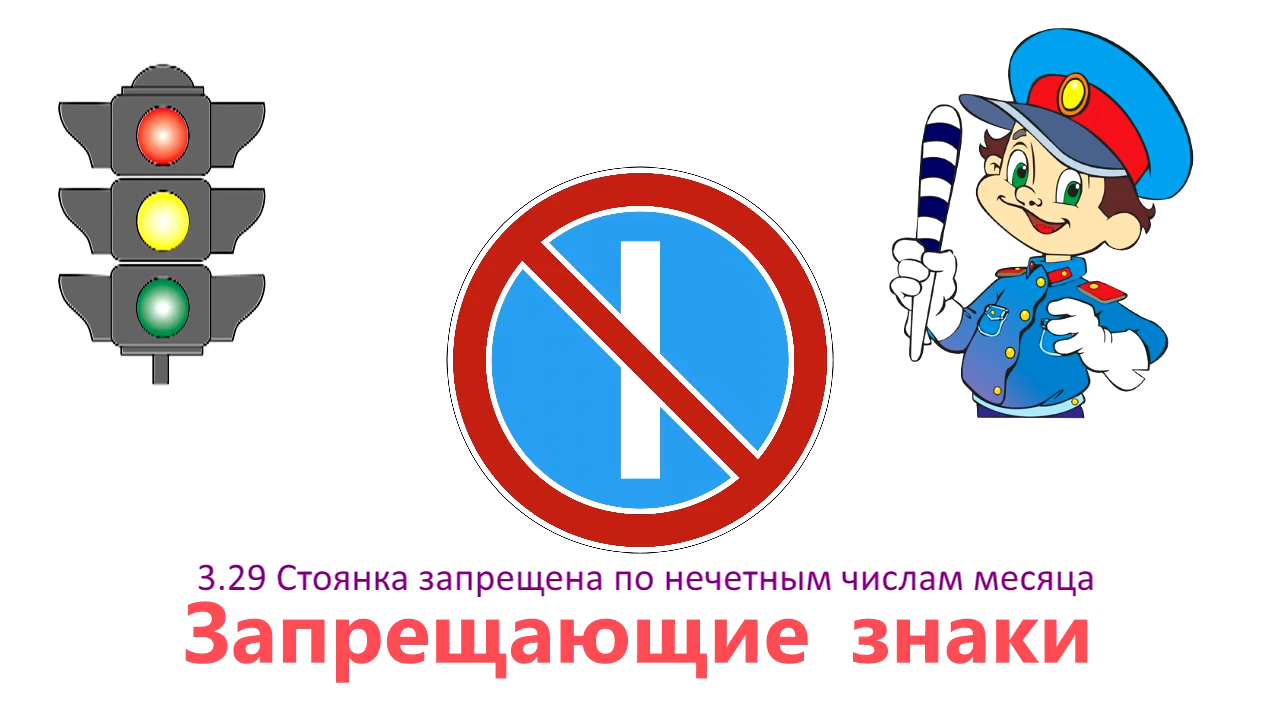 3.29 Стоянка запрещена по нечетным числам месяца
Запрещающие знаки